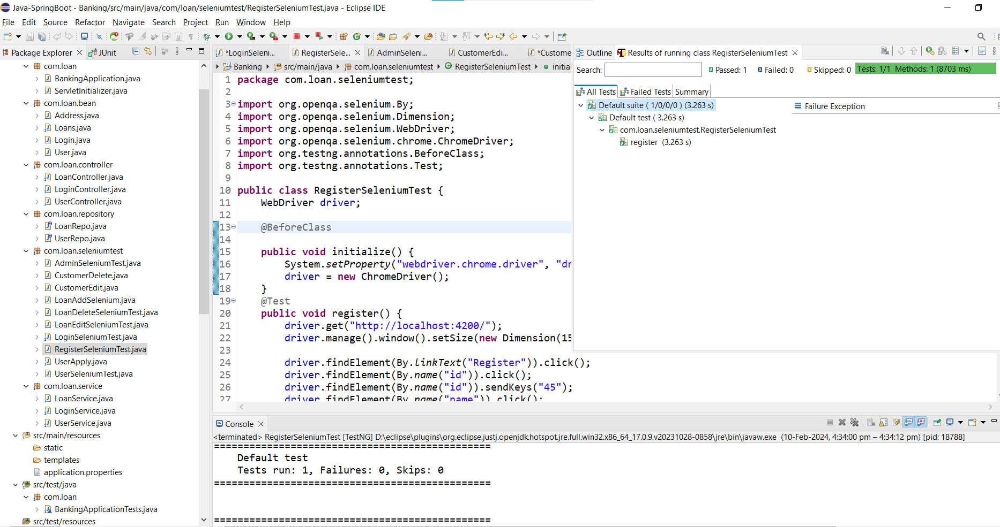 Java-SpringBoot - Banking/src/main/java/com/loan/seleniumtest/RegisterSeleniumTest.java - Eclipse IDE
File Edit Source Refactor Navigate Search Project Run Window Help
Package Explorer JUnit
com.loan
BankingApplication.java
ServletInitializer.java
com.loan.bean
Address.java
Loans.java
Login.java
User.java
com.loan.controller
LoanController.java
LoginController.java
UserController.java
com.loan.repository
LoanRepo.java
UserRepo.java
com.loan.seleniumtest
AdminSeleniumTest.java
CustomerDelete.java
CustomerEdit.java
LoanAddSelenium.java
LoanDeleteSeleniumTest.java
LoanEditSeleniumTest.java
LoginSeleniumTest.java
RegisterSeleniumTest.java
UserApply.java
UserSeleniumTest.java
com.loan.service
LoanService.java
LoginService.java
UserService.java
src/main/resources
static
templates
application.properties
src/test/java
com.loan
BankingApplicationTests.java
src/test/resources
*LoginSeleni... RegisterSele... AdminSeleni... CustomerEdi... *Custome
Banking src/main/java com.loan.seleniumtest RegisterSeleniumTest initial
1 package com.loan.seleniumtest;
2
3 import org.openqa.selenium.By;
4 import org.openqa.selenium.Dimension;
5 import org.openqa.selenium.WebDriver;
6 import org.openqa.selenium.chrome.ChromeDriver;
7 import org.testng.annotations.BeforeClass;
8 import org.testng.annotations.Test;
9
10 public class RegisterSeleniumTest {
11 WebDriver driver;
12
13 @BeforeClass
14
15 public void initialize() {
16 System.setProperty("webdriver.chrome.driver", "dr
17 driver = new ChromeDriver();
18 }
19 @Test
20 public void register() {
21 driver.get("http://localhost:4200/");
22 driver.manage().window().setSize(new Dimension(15
23
24 driver.findElement(By.linkText("Register")).click();
25 driver.findElement(By.name("id")).click();
26 driver.findElement(By.name("id")).sendKeys("45");
27 driver.findElement(By.name("name")).click();
Outline Results of running class RegisterSeleniumTest
Search: Passed: 1 Failed: 0 Skipped: 0 Tests: 1/1 Methods: 1 (8703 ms)
All Tests Failed Tests Summary
Default suite ( 1/0/0/0 ) (3.263 s)
Default test ( 3.263 s)
com.loan.seleniumtest.RegisterSeleniumTest
register (3.263 s)
Failure Exception
Console
<terminated> RegisterSeleniumTest [TestNG] D:\eclipse\plugins\org.eclipse.justj.openjdk.hotspot.jre.full.win32.x86_64_17.0.9.v20231028-0858\jre\bin\javaw.exe (10-Feb-2024, 4:34:00 pm – 4:34:12 pm) [pid: 18788]
===============================================
Default test
Tests run: 1, Failures: 0, Skips: 0
===============================================
===============================================